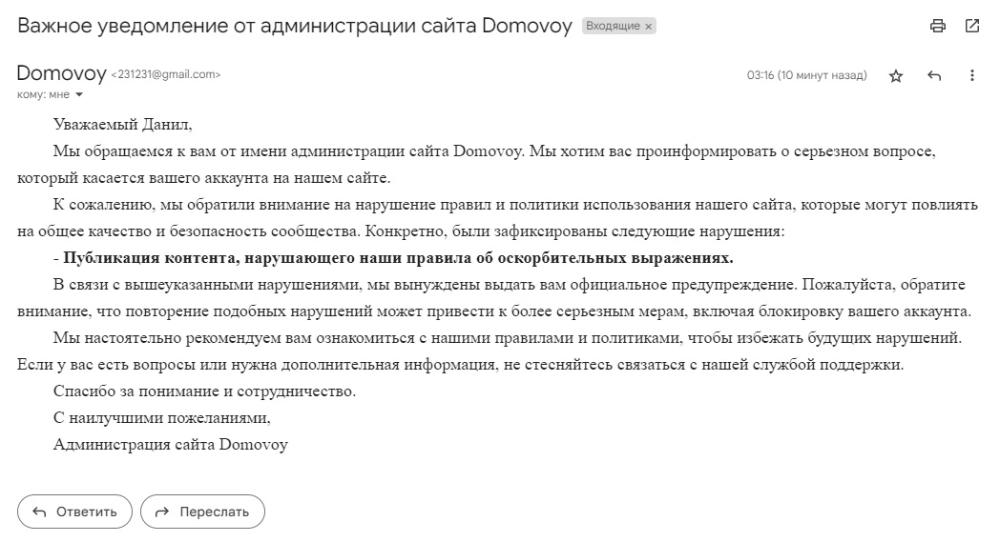 Важное уведомление от администрации сайта Domovoy Входящие ×
Domovoy <231231@gmail.com> 03:16 (10 минут назад)
кому: мне
Уважаемый Данил,
Мы обращаемся к вам от имени администрации сайта Domovoy. Мы хотим вас проинформировать о серьезном вопросе,
который касается вашего аккаунта на нашем сайте.
К сожалению, мы обратили внимание на нарушение правил и политики использования нашего сайта, которые могут повлиять
на общее качество и безопасность сообщества. Конкретно, были зафиксированы следующие нарушения:
- Публикация контента, нарушающего наши правила об оскорбительных выражениях.
В связи с вышеуказанными нарушениями, мы вынуждены выдать вам официальное предупреждение. Пожалуйста, обратите
внимание, что повторение подобных нарушений может привести к более серьезным мерам, включая блокировку вашего аккаунта.
Мы настоятельно рекомендуем вам ознакомиться с нашими правилами и политиками, чтобы избежать будущих нарушений.
Если у вас есть вопросы или нужна дополнительная информация, не стесняйтесь связаться с нашей службой поддержки.
Спасибо за понимание и сотрудничество.
С наилучшими пожеланиями,
Администрация сайта Domovoy
Ответить Переслать